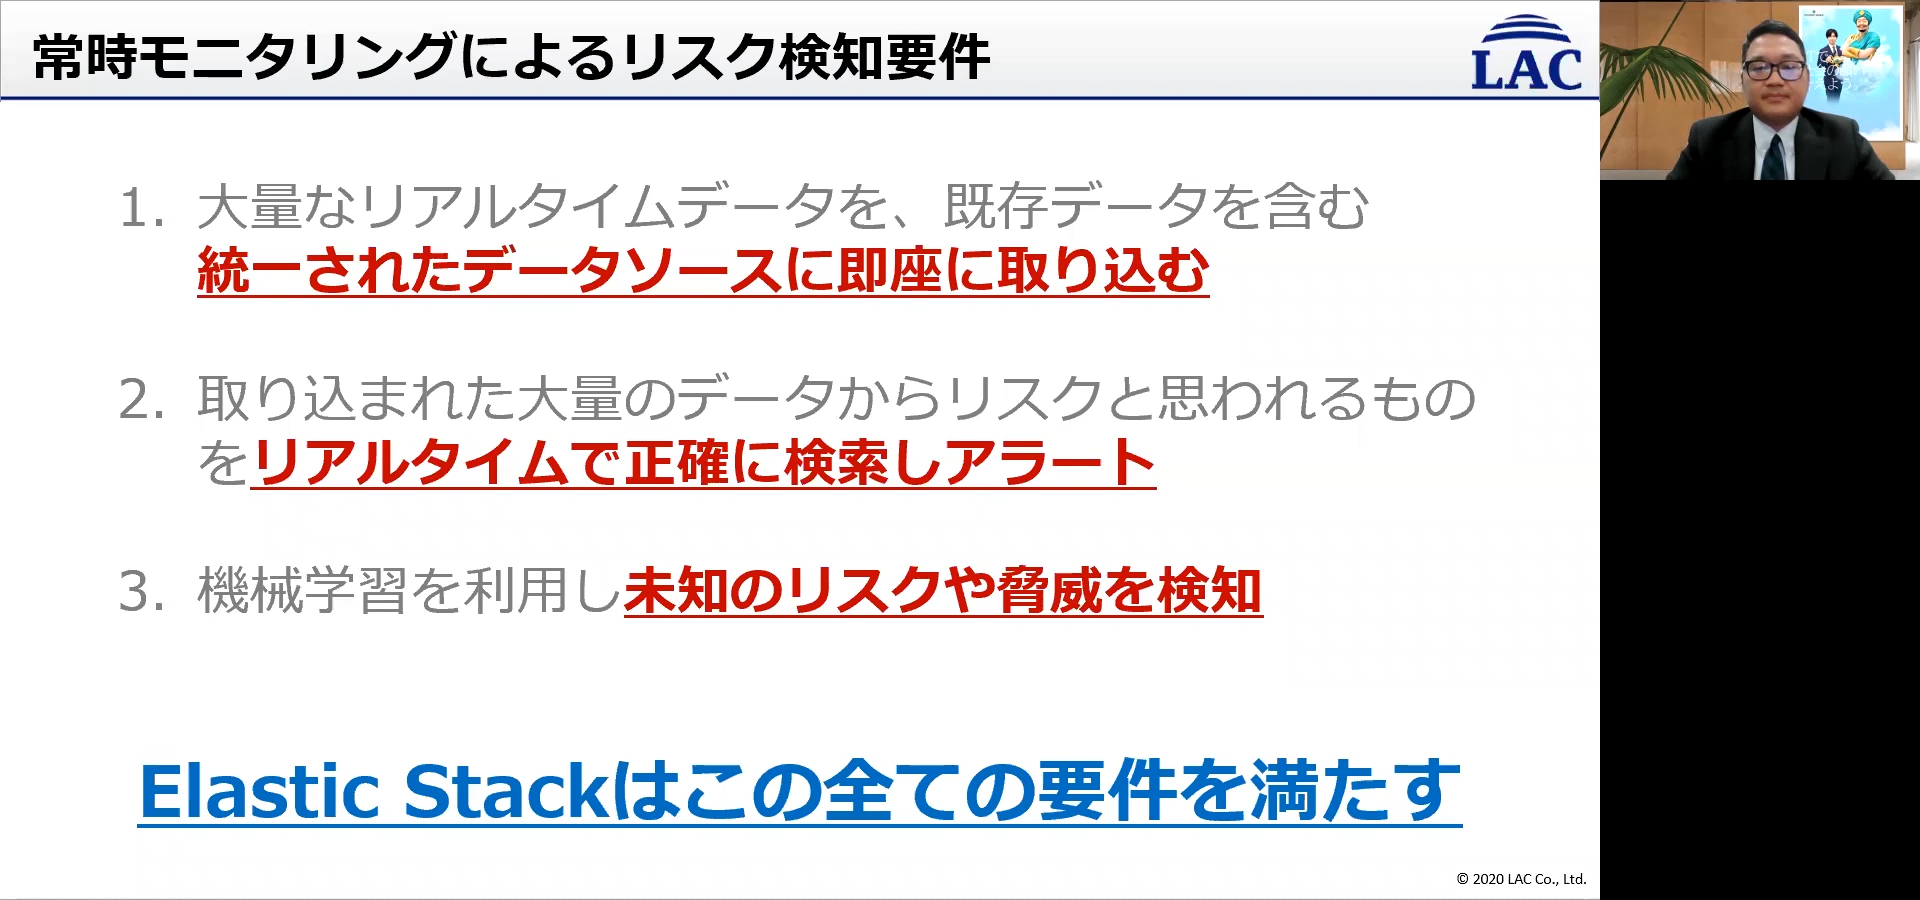 常時モニタリングによるリスク検知要件
LAC
1. 大量なリアルタイムデータを、既存データを含む
統一されたデータソースに即座に取り込む
2. 取り込まれた大量のデータからリスクと思われるもの
をリアルタイムで正確に検索しアラート
3. 機械学習を利用し未知のリスクや脅威を検知
Elastic Stackはこの全ての要件を満たす
© 2020 LAC Co., Ltd.